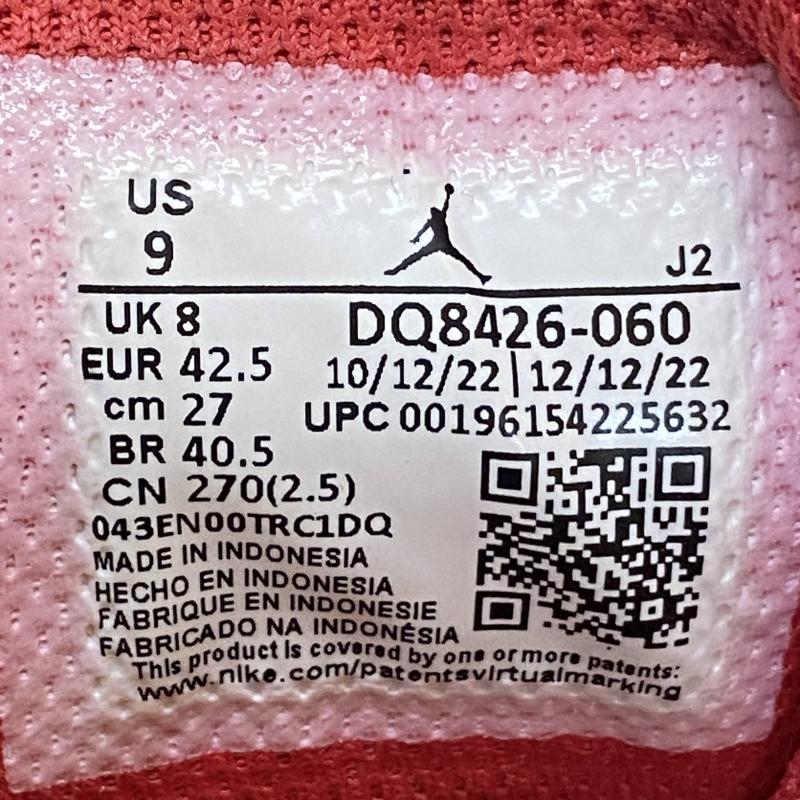 US
9
J2
UK 8
DQ8426-060
EUR 42.5
10/12/22|12/12/22
cm 27
UPC 00196154225632
BR 40.5
CN 270(2.5)
043EN00TRC1DQ
MADE IN INDONESIA
HECHO EN INDONESIA
FABRIQUE EN INDONESIE
FABRICADO NA INDONÉSIA
This product is covered by one or more patents:
www.nike.com/patentsvirtualmarking